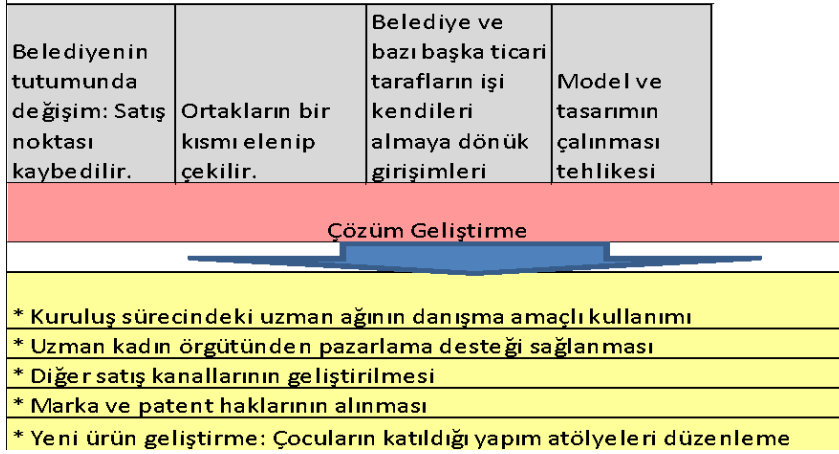 Belediyenin
tutumunda
değişim: Satış
noktası
kaybedilir.
Ortakların bir
kısmı elenip
çekilir.
Belediye ve
bazı başka ticari
tarafların işi
kendileri
almaya dönük
girişimleri
Model ve
tasarımın
çalınması
tehlikesi
Çözüm Geliştirme
* Kuruluş sürecindeki uzman ağının danışma amaçlı kullanımı
* Uzman kadın örgütünden pazarlama desteği sağlanması
* Diğer satış kanallarının geliştirilmesi
* Marka ve patent haklarının alınması
* Yeni ürün geliştirme: Çocuların katıldığı yapım atölyeleri düzenleme